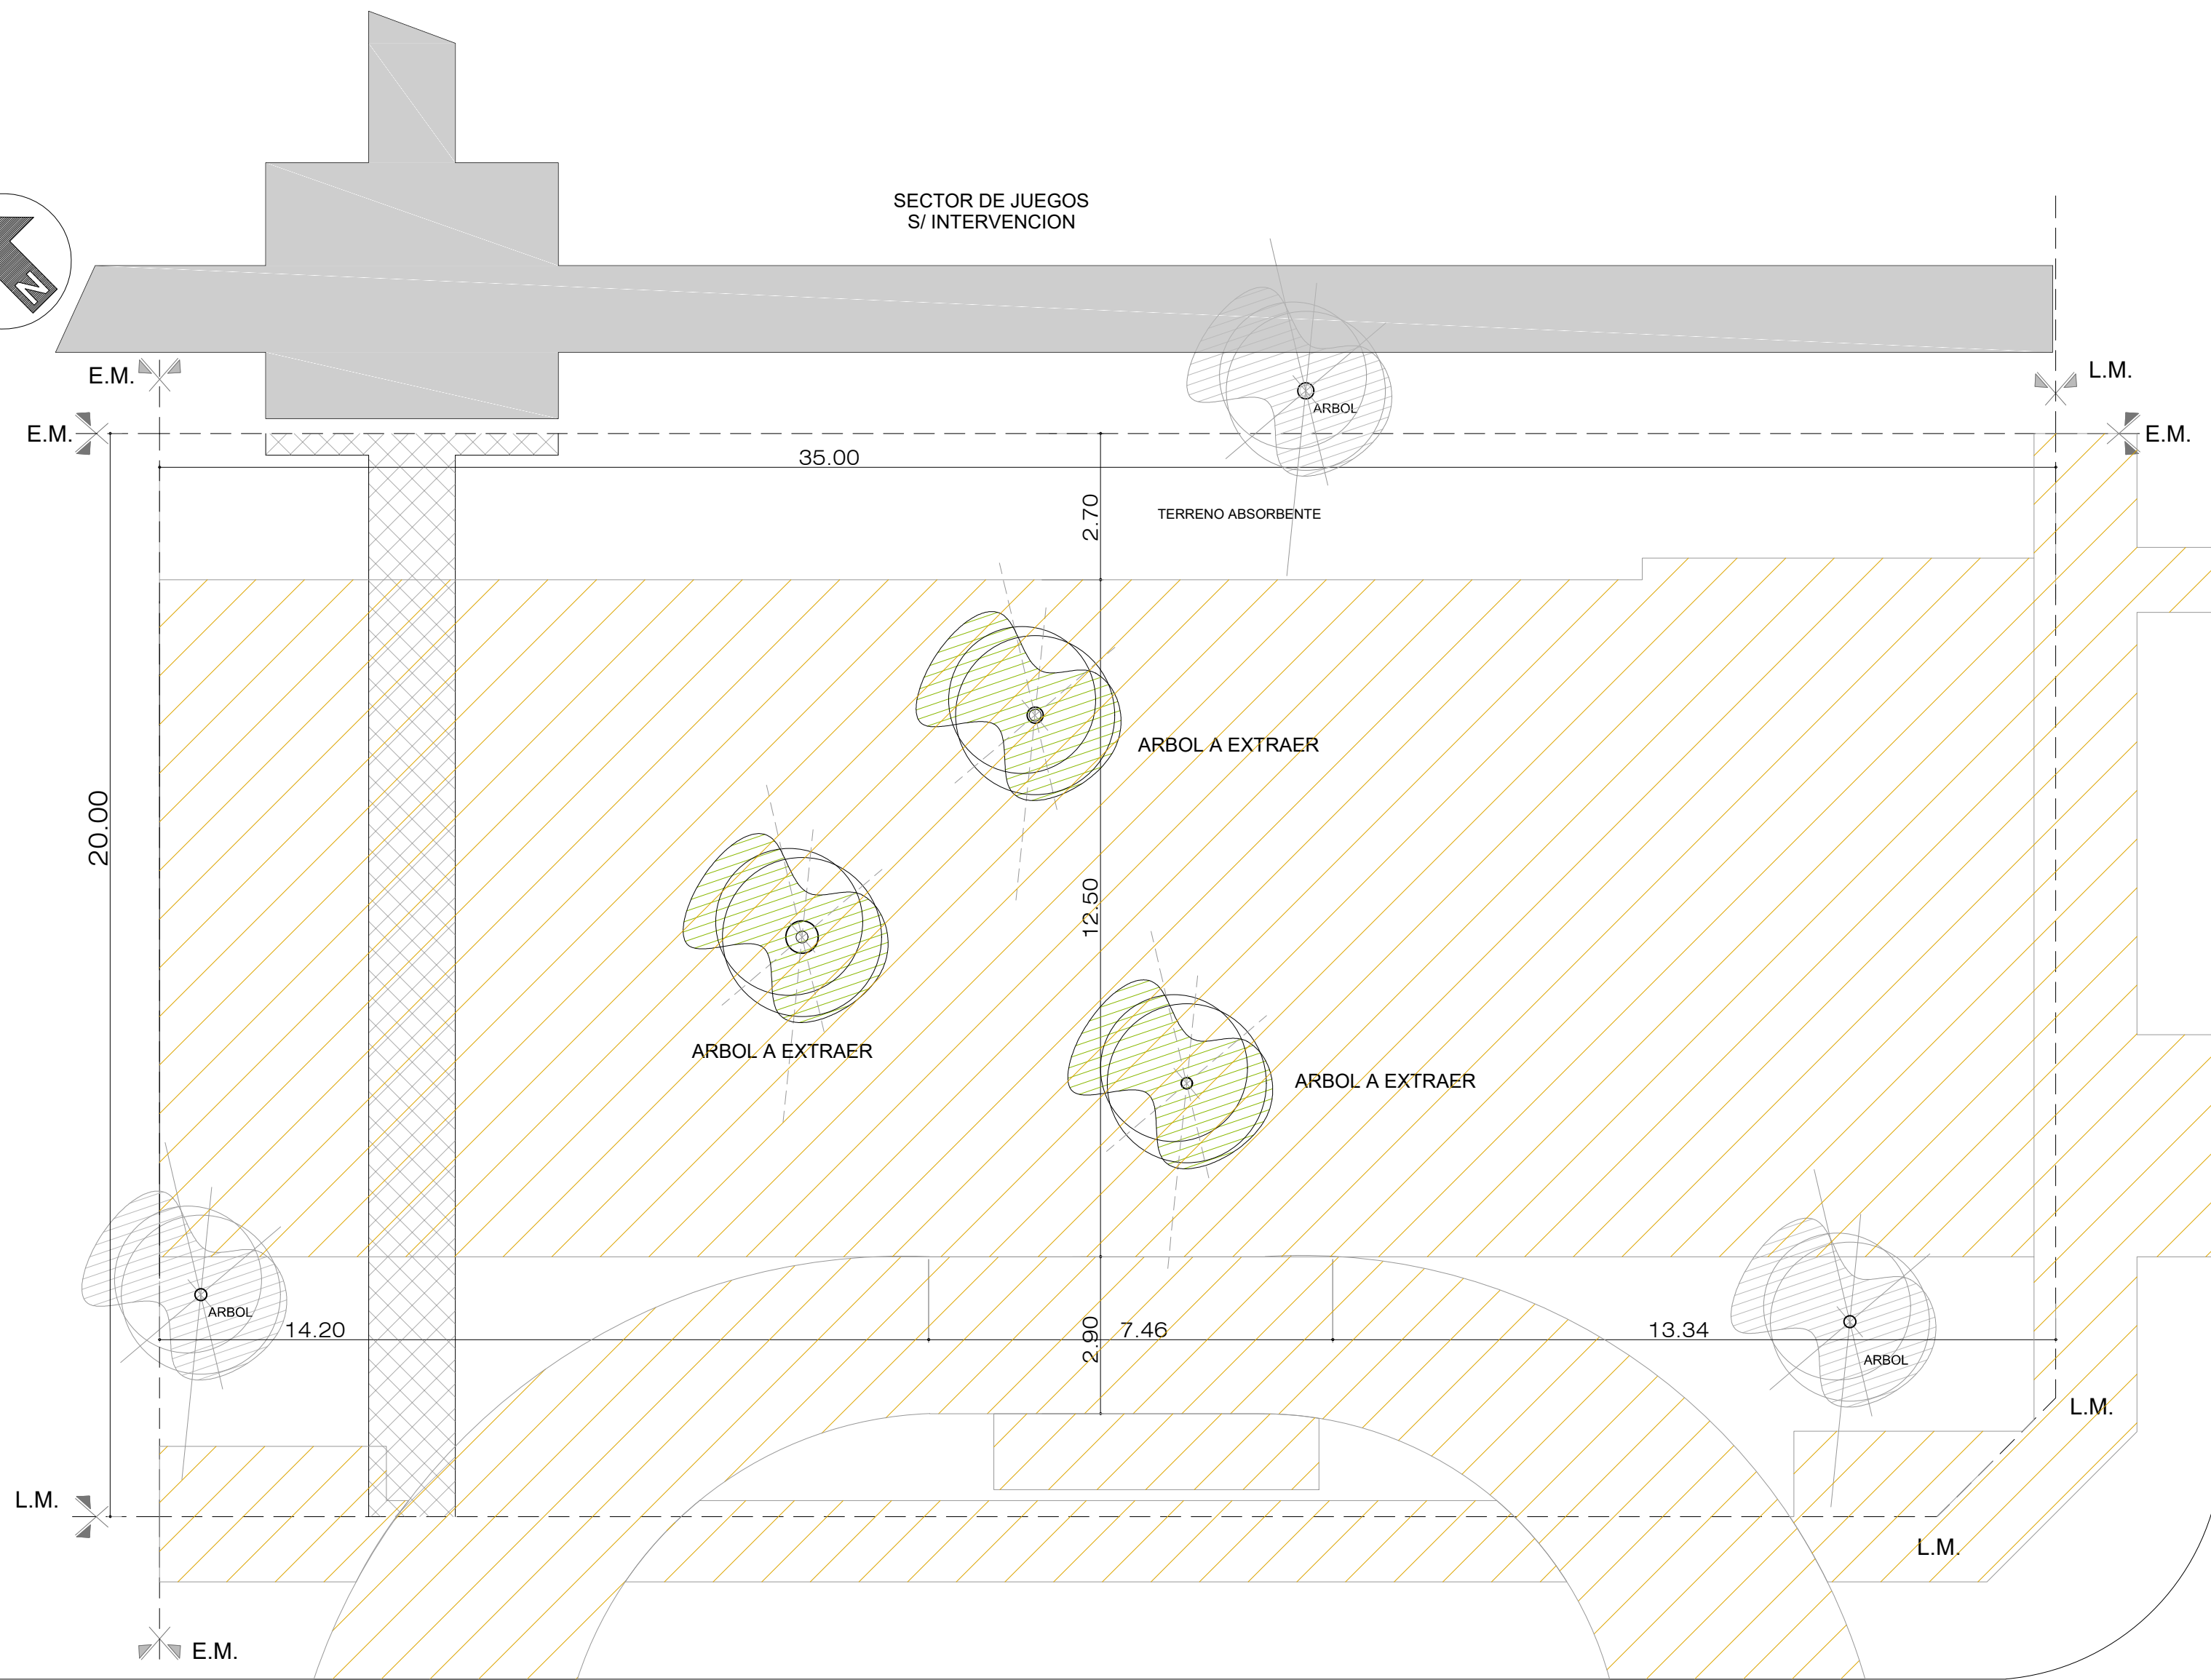 SECTOR DE JUEGOS
S/ INTERVENCION
N
E.M.
L.M.
ARBOL
E.M.
E.M.
35.00
2.70
TERRENO ABSORBENTE
ARBOL A EXTRAER
20.00
12.50
ARBOL A EXTRAER
ARBOL A EXTRAER
ARBOL
14.20
2.90
7.46
13.34
ARBOL
L.M.
L.M.
L.M.
E.M.